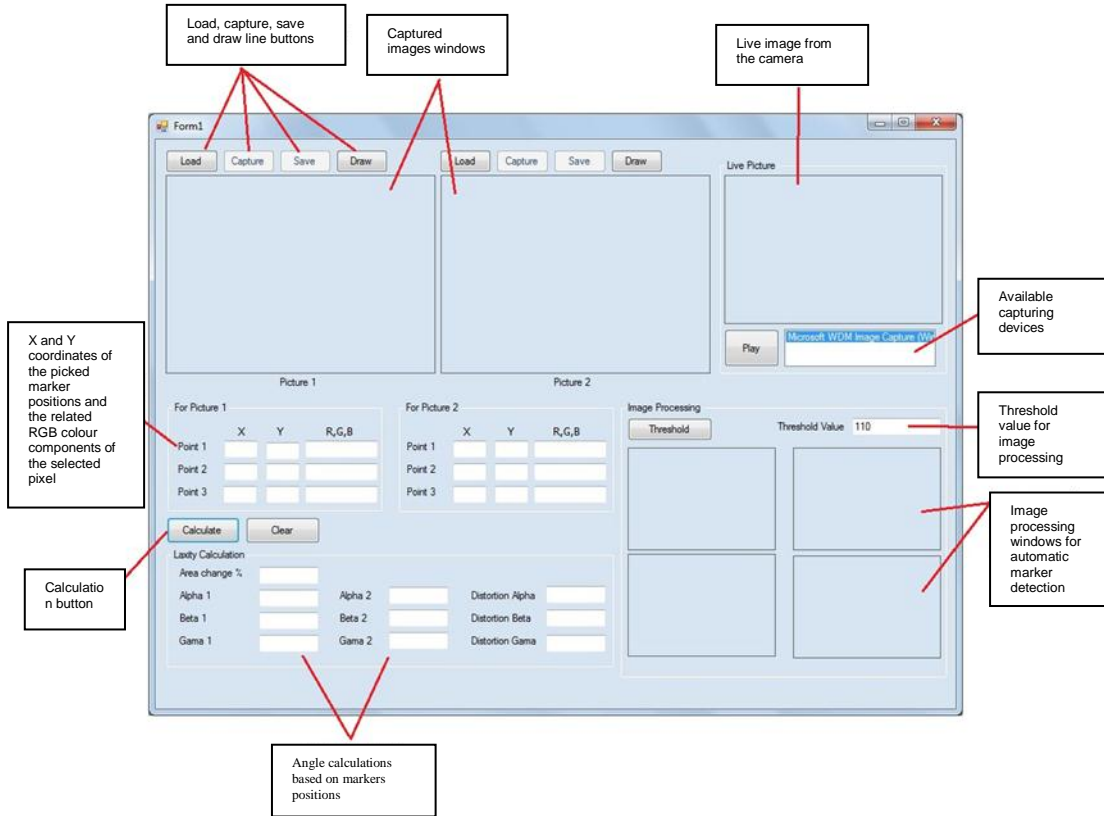 Load, capture, save
and draw line buttons
Captured
images windows
Live image from
the camera
Form1
Load Capture Save Draw
Load Capture Save Draw
Live Picture
Available
capturing
devices
Play
Microsoft WDM Image Capture (W
X and Y
coordinates of
the picked
marker
positions and
the related
RGB colour
components of
the selected
pixel
Picture 1
Picture 2
For Picture 1
X Y R,G,B
Point 1
Point 2
Point 3
For Picture 2
X Y R,G,B
Point 1
Point 2
Point 3
Image Processing
Threshold
Threshold Value 110
Threshold
value for
image
processing
Image
processing
windows for
automatic
marker
detection
Calculate Clear
Calculatio
n button
Laxity Calculation
Area change %
Alpha 1 Alpha 2 Distortion Alpha
Beta 1 Beta 2 Distortion Beta
Gama 1 Gama 2 Distortion Gama
Angle calculations
based on markers
positions